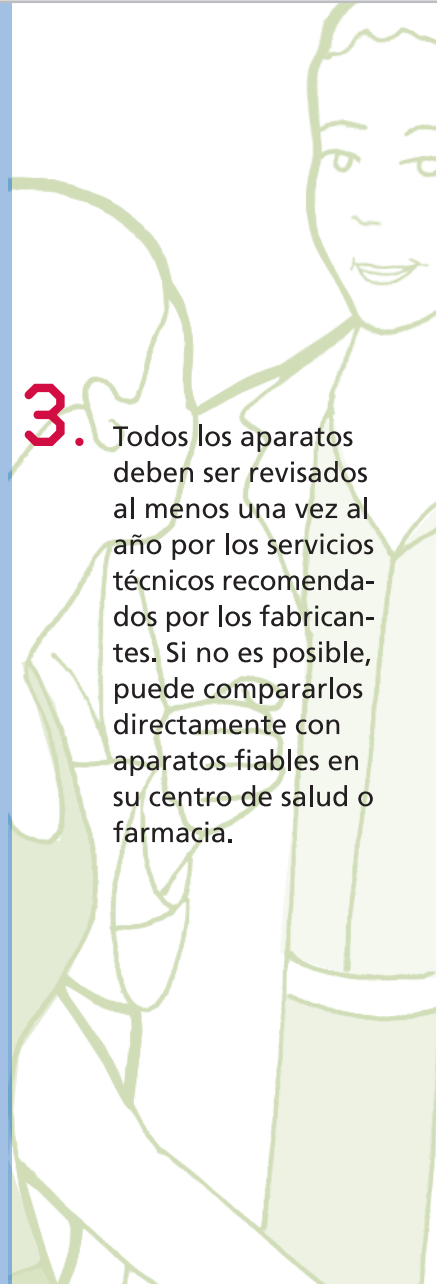 3. Todos los aparatos
deben ser revisados
al menos una vez al
año por los servicios
técnicos recomenda-
dos por los fabrican-
tes. Si no es posible,
puede compararlos
directamente con
aparatos fiables en
su centro de salud o
farmacia.